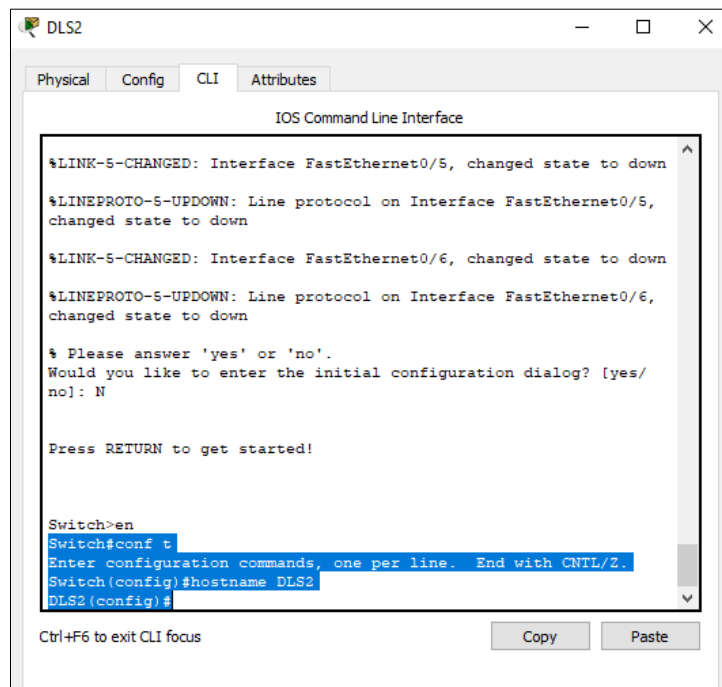 DLS2
Physical Config CLI Attributes
IOS Command Line Interface
%LINK-5-CHANGED: Interface FastEthernet0/5, changed state to down
%LINEPROTO-5-UPDOWN: Line protocol on Interface FastEthernet0/5,
changed state to down
%LINK-5-CHANGED: Interface FastEthernet0/6, changed state to down
%LINEPROTO-5-UPDOWN: Line protocol on Interface FastEthernet0/6,
changed state to down
% Please answer 'yes' or 'no'.
Would you like to enter the initial configuration dialog? [yes/
no]: N
Press RETURN to get started!
Switch>en
Switch#conf t
Enter configuration commands, one per line.  End with CNTL/Z.
Switch(config)#hostname DLS2
DLS2(config)#
Ctrl+F6 to exit CLI focus Copy Paste